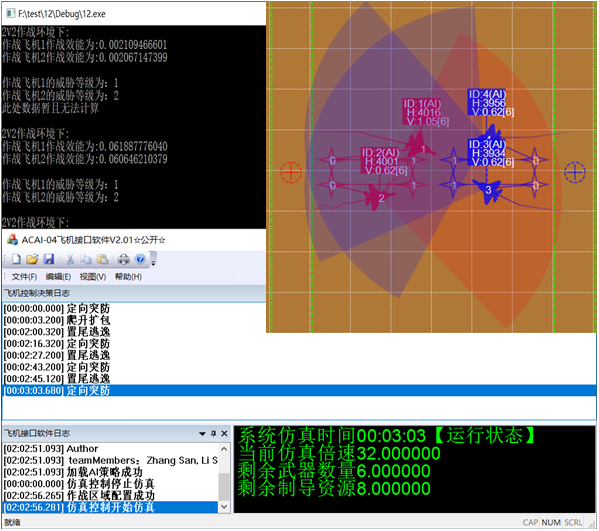 F:\test\12\Debug\12.exe
2V2作战环境下:
作战飞机1作战效能为:0.002109466601
作战飞机2作战效能为:0.002067147399
作战飞机1的威胁等级为: 1
作战飞机2的威胁等级为: 2
此处数据暂且无法计算
2V2作战环境下:
作战飞机1作战效能为:0.061887776040
作战飞机2作战效能为:0.060646210379
作战飞机1的威胁等级为: 1
作战飞机2的威胁等级为: 2
2V2作战环境下:
ID:1(AI)
H:4016
V:1.05[6]
ID:4(AI)
H:3956
V:0.62[6]
ID:2(AI)
H:4001
V:0.62[6]
ID:3(AI)
H:3934
V:0.62[6]
0 1 1 0
0 1 1 0
1
2
3
ACAI-04飞机接口软件V2.01☆公开☆
文件(F) 编辑(E) 视图(V) 帮助(H)
飞机控制决策日志
[00:00:00.000] 定向突防
[00:00:03.200] 爬升扩包
[00:02:00.320] 置尾逃逸
[00:02:16.320] 定向突防
[00:02:27.200] 置尾逃逸
[00:02:43.200] 定向突防
[00:02:45.120] 置尾逃逸
[00:03:03.680] 定向突防
飞机接口软件日志
[02:02:51.093] Author
[02:02:51.093] teamMembers: Zhang San, Li S
[02:02:51.093] 加载AI策略成功
[00:00:00.000] 仿真控制停止仿真
[02:02:56.265] 作战区域配置成功
[02:02:56.281] 仿真控制开始仿真
系统仿真时间00:03:03【运行状态】
当前仿真倍速32.000000
剩余武器数量6.000000
剩余制导资源8.000000
就绪
CAP NUM SCRL